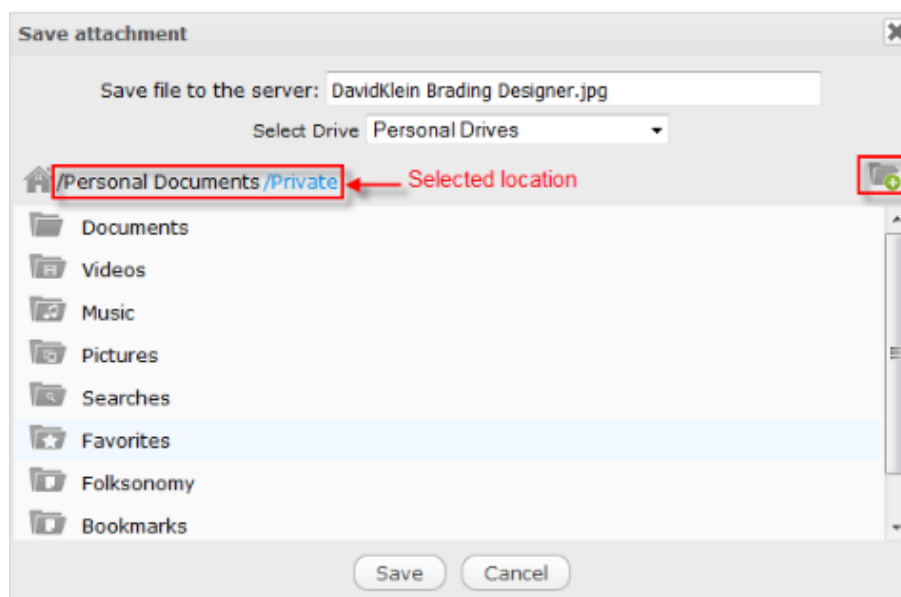 Save attachment
Save file to the server: DavidKlein Brading Designer.jpg
Select Drive Personal Drives
/Personal Documents /Private Selected location
Documents
Videos
Music
Pictures
Searches
Favorites
Folksonomy
Bookmarks
Save Cancel